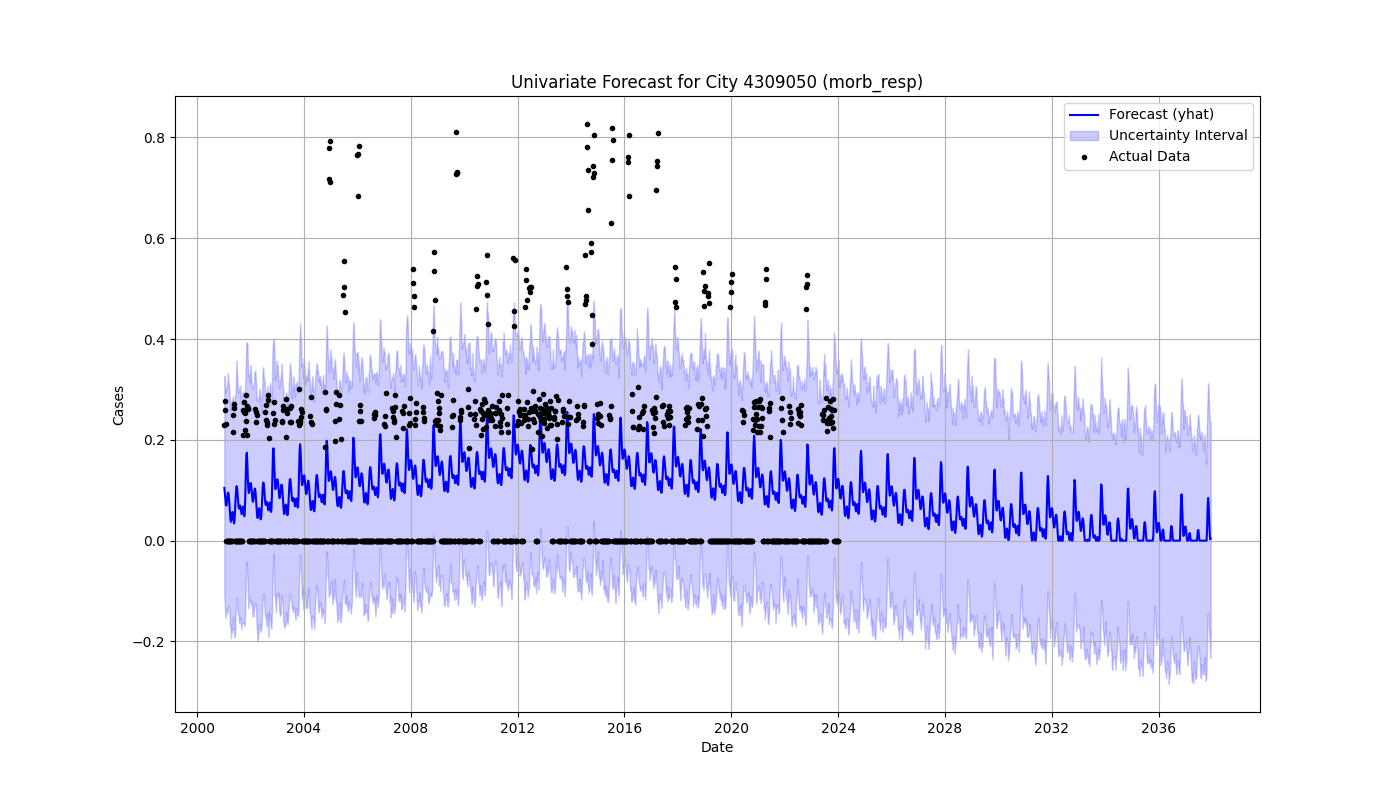 Univariate Forecast for City 4309050 (morb_resp)
Forecast (yhat)
Uncertainty Interval
Actual Data
Cases
0.8
0.6
0.4
0.2
0.0
−0.2
2000 2004 2008 2012 2016 2020 2024 2028 2032 2036
Date